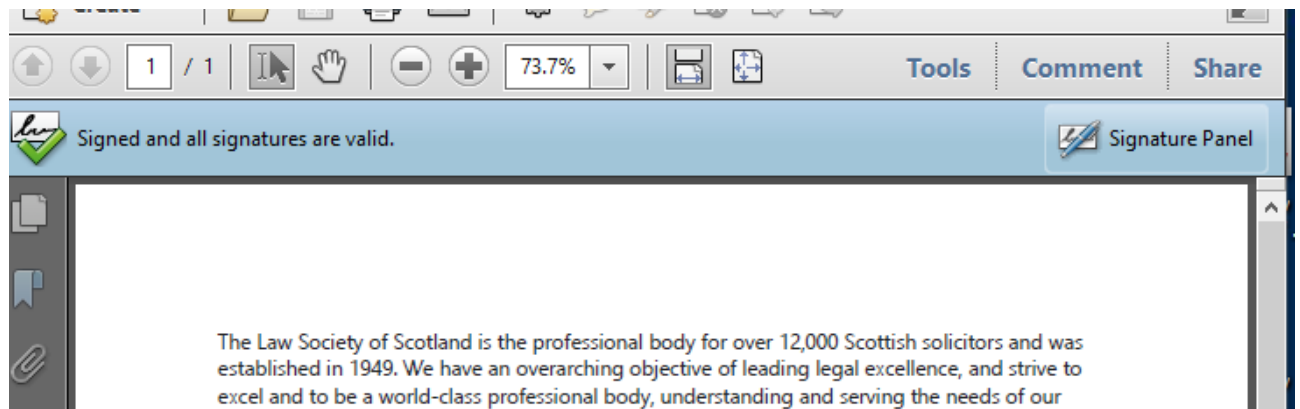 Create
1 / 1 73.7% Tools Comment Share
Signed and all signatures are valid. Signature Panel
The Law Society of Scotland is the professional body for over 12,000 Scottish solicitors and was
established in 1949. We have an overarching objective of leading legal excellence, and strive to
excel and to be a world-class professional body, understanding and serving the needs of our